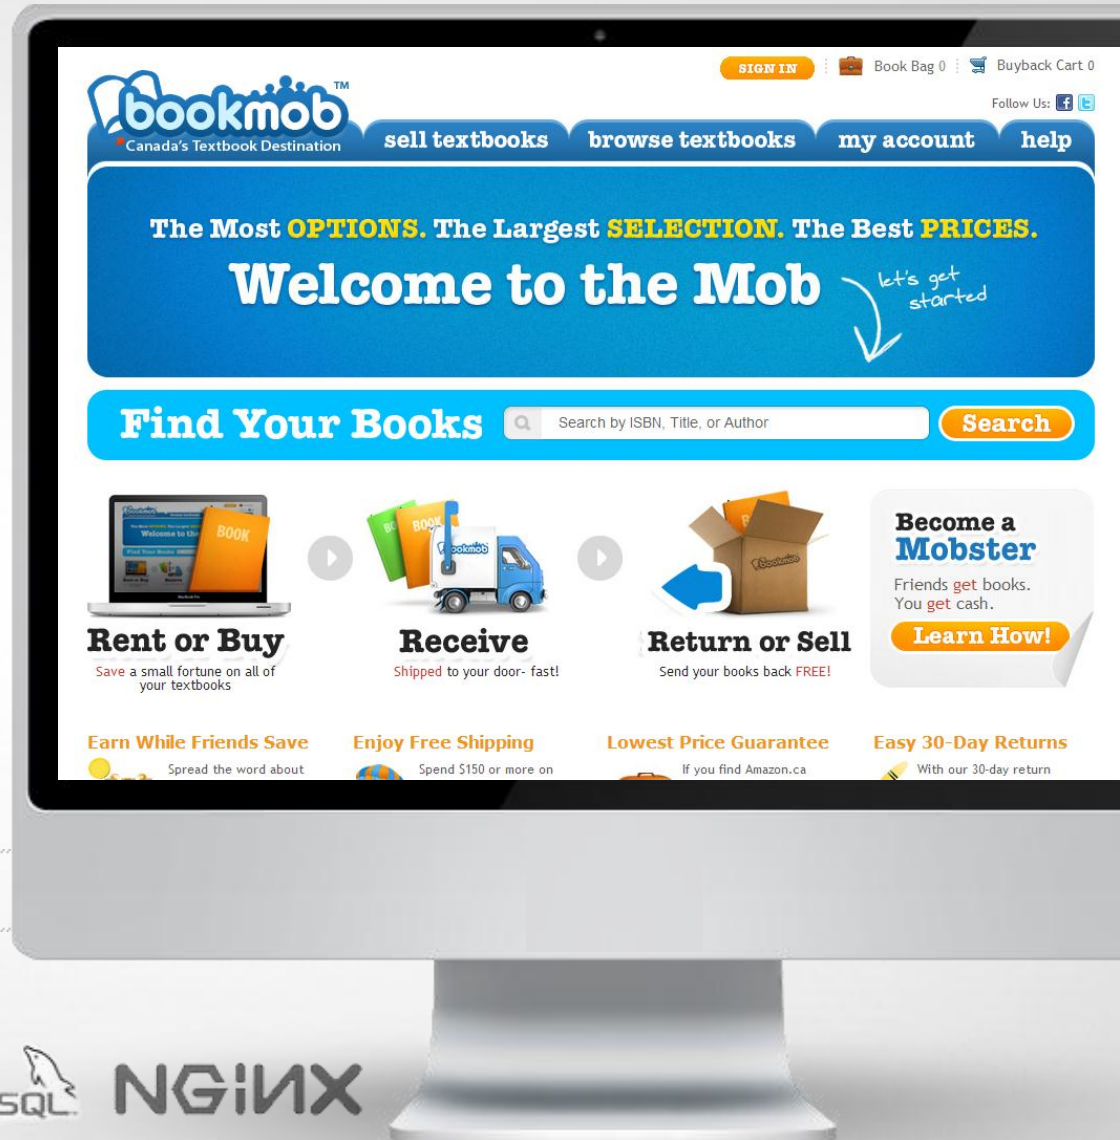 SIGN IN Book Bag 0 Buyback Cart 0
bookmob™
Follow Us:
Canada's Textbook Destination
sell textbooks browse textbooks my account help
The Most OPTIONS. The Largest SELECTION. The Best PRICES.
Welcome to the Mob
let's get
started
Find Your Books Search by ISBN, Title, or Author Search
BOOK
BOOK
bookmob
bookmob
Rent or Buy
Save a small fortune on all of
your textbooks
Receive
Shipped to your door- fast!
Return or Sell
Send your books back FREE!
Become a
Mobster
Friends get books.
You get cash.
Learn How!
Earn While Friends Save
Spread the word about
Enjoy Free Shipping
Spend $150 or more on
Lowest Price Guarantee
If you find Amazon.ca
Easy 30-Day Returns
With our 30-day return
SQL
NGINX